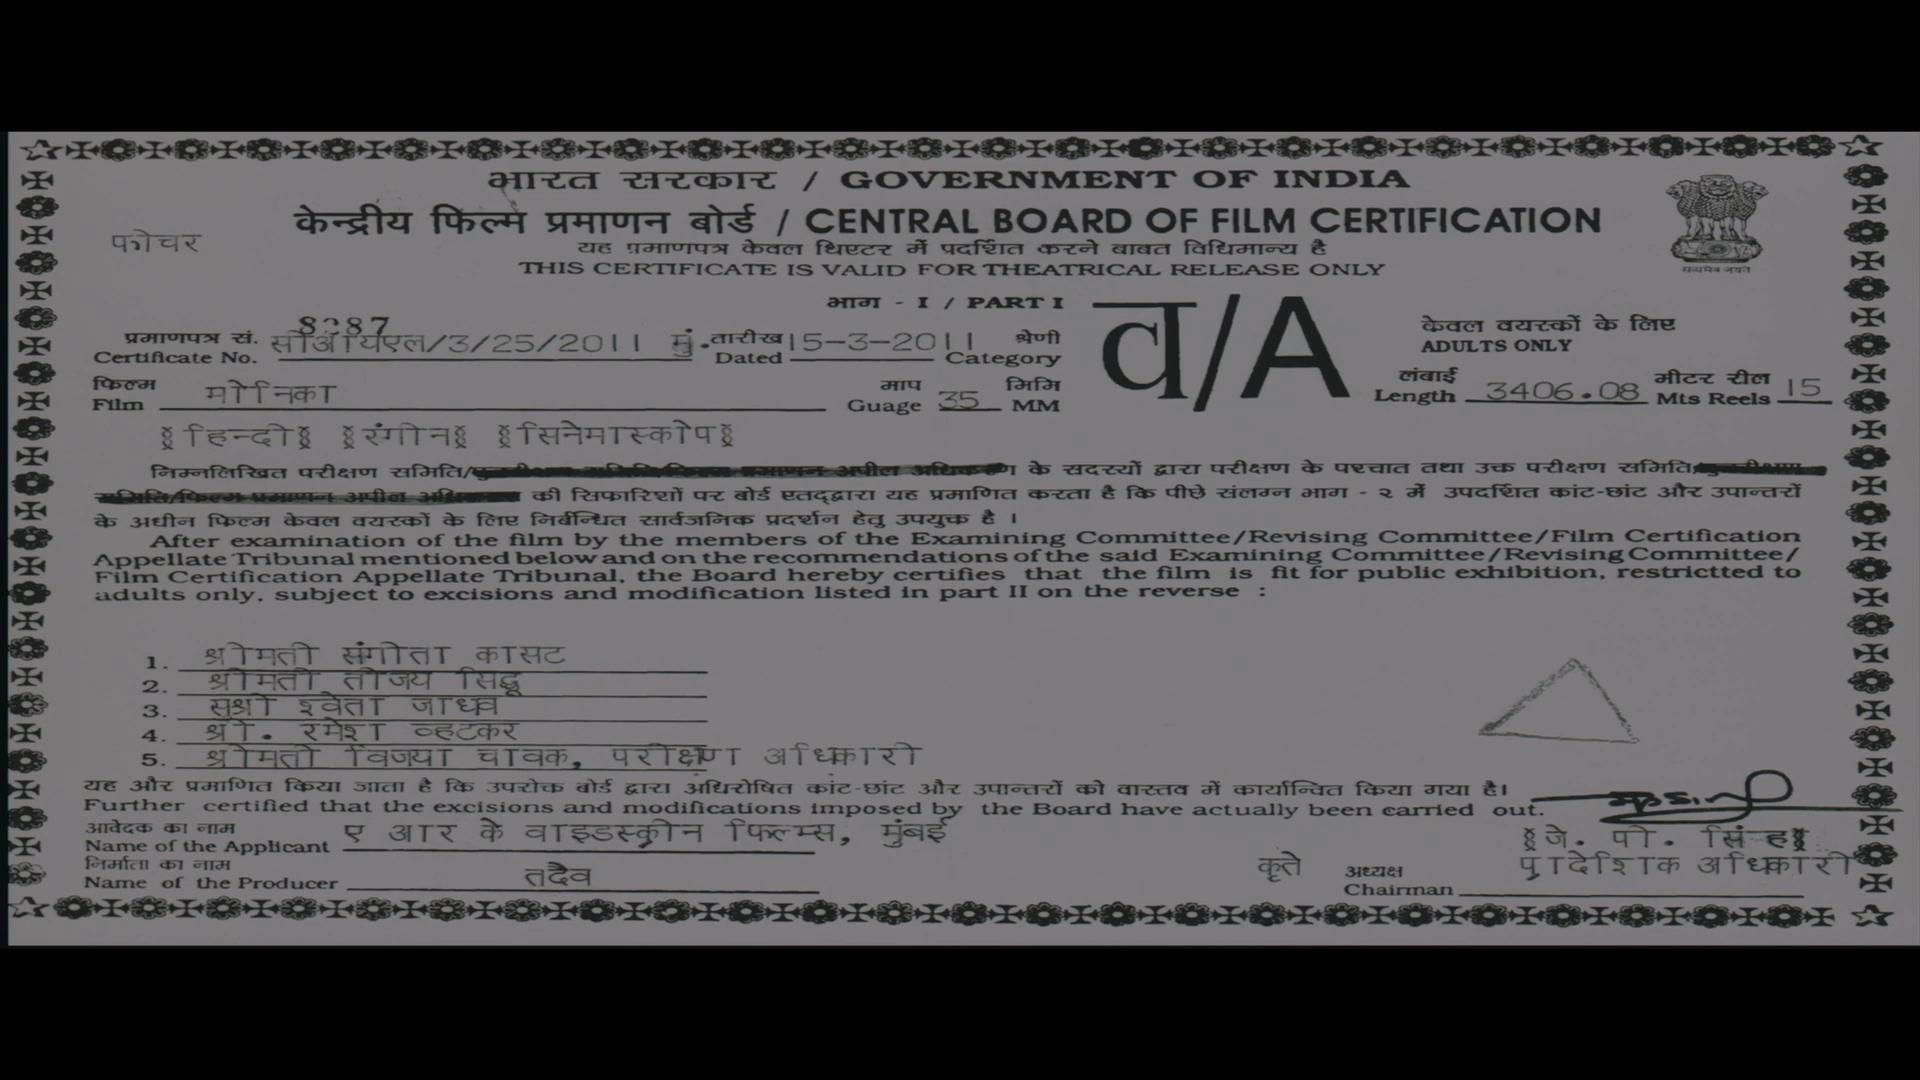 भारत सरकार / GOVERNMENT OF INDIA
केन्द्रीय फिल्म प्रमाणन बोर्ड / CENTRAL BOARD OF FILM CERTIFICATION
फीचर
यह प्रमाणपत्र केवल थिएटर में प्रदर्शित करने बाबत विधिमान्य है
THIS CERTIFICATE IS VALID FOR THEATRICAL RELEASE ONLY
सत्यमेव जयते
भाग - I / PART I
व/A
केवल वयस्कों के लिए
ADULTS ONLY
8287
प्रमाणपत्र सं. सीआयएल/3/25/2011 मुं. तारीख 15-3-2011 श्रेणी
Certificate No. Dated Category
फिल्म मोनिका माप 35 मिमि लंबाई 3406.08 मीटर रील 15
Film Guage MM Length Mts Reels
हिन्दी रंगीन सिनेमास्कोप
निम्नलिखित परीक्षण समिति/ के सदस्यों द्वारा परीक्षण के पश्चात तथा उक्त परीक्षण समिति/
की सिफारिशों पर बोर्ड एतद्द्वारा यह प्रमाणित करता है कि पीछे संलग्न भाग - २ में उपदर्शित कांट-छांट और उपान्तरों
के अधीन फिल्म केवल वयस्कों के लिए निर्बन्धित सार्वजनिक प्रदर्शन हेतु उपयुक्त है ।
After examination of the film by the members of the Examining Committee/Revising Committee/Film Certification
Appellate Tribunal mentioned below and on the recommendations of the said Examining Committee/Revising Committee/
Film Certification Appellate Tribunal, the Board hereby certifies that the film is fit for public exhibition, restrictted to
adults only, subject to excisions and modification listed in part II on the reverse :
1. श्रीमती संगीता कासट
2. श्रीमती तीजय सिद्धू
3. सुश्री श्वेता जाधव
4. श्री. रमेश व्हटकर
5. श्रीमती विजया चावक, परीक्षण अधिकारी
यह और प्रमाणित किया जाता है कि उपरोक्त बोर्ड द्वारा अधिरोषित कांट-छांट और उपान्तरों को वास्तव में कार्यान्वित किया गया है।
Further certified that the excisions and modifications imposed by the Board have actually been carried out.
आवेदक का नाम ए आर के वाइडस्क्रीन फिल्म्स, मुंबई
Name of the Applicant
जे. पी. सिंह
निर्माता का नाम तदैव कृते अध्यक्ष प्रादेशिक अधिकारी
Name of the Producer Chairman